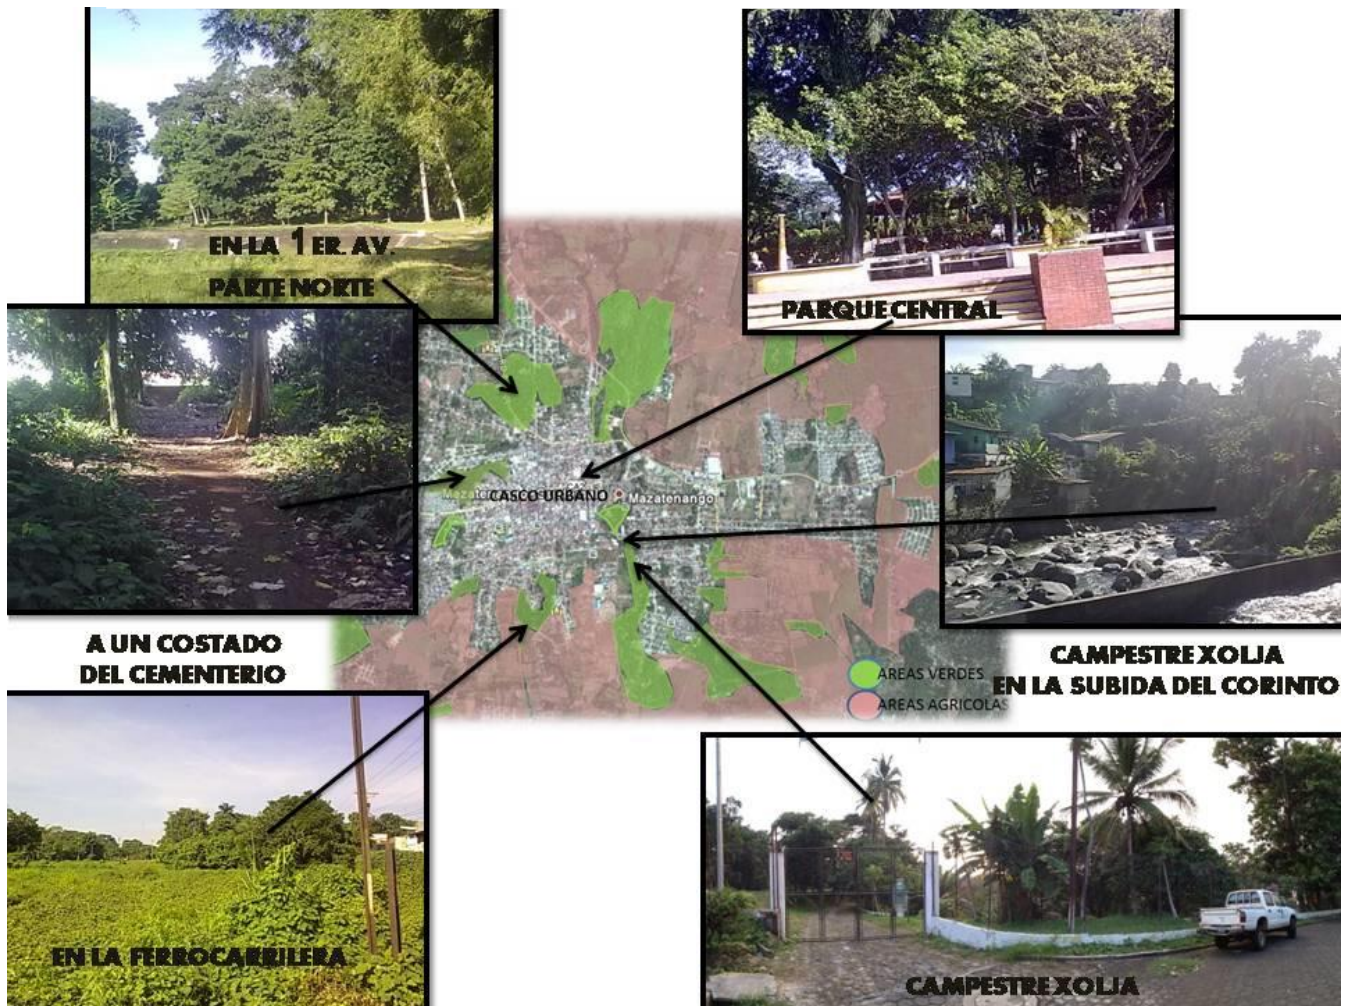 EN LA 1 ER. AV.
PARTE NORTE
PARQUE CENTRAL
CASCO URBANO
Mazatenango
A UN COSTADO
DEL CEMENTERIO
CAMPESTRE XOLJA
EN LA SUBIDA DEL CORINTO
AREAS VERDES
AREAS AGRICOLAS
EN LA FERROCARRILERA
CAMPESTRE XOLJA